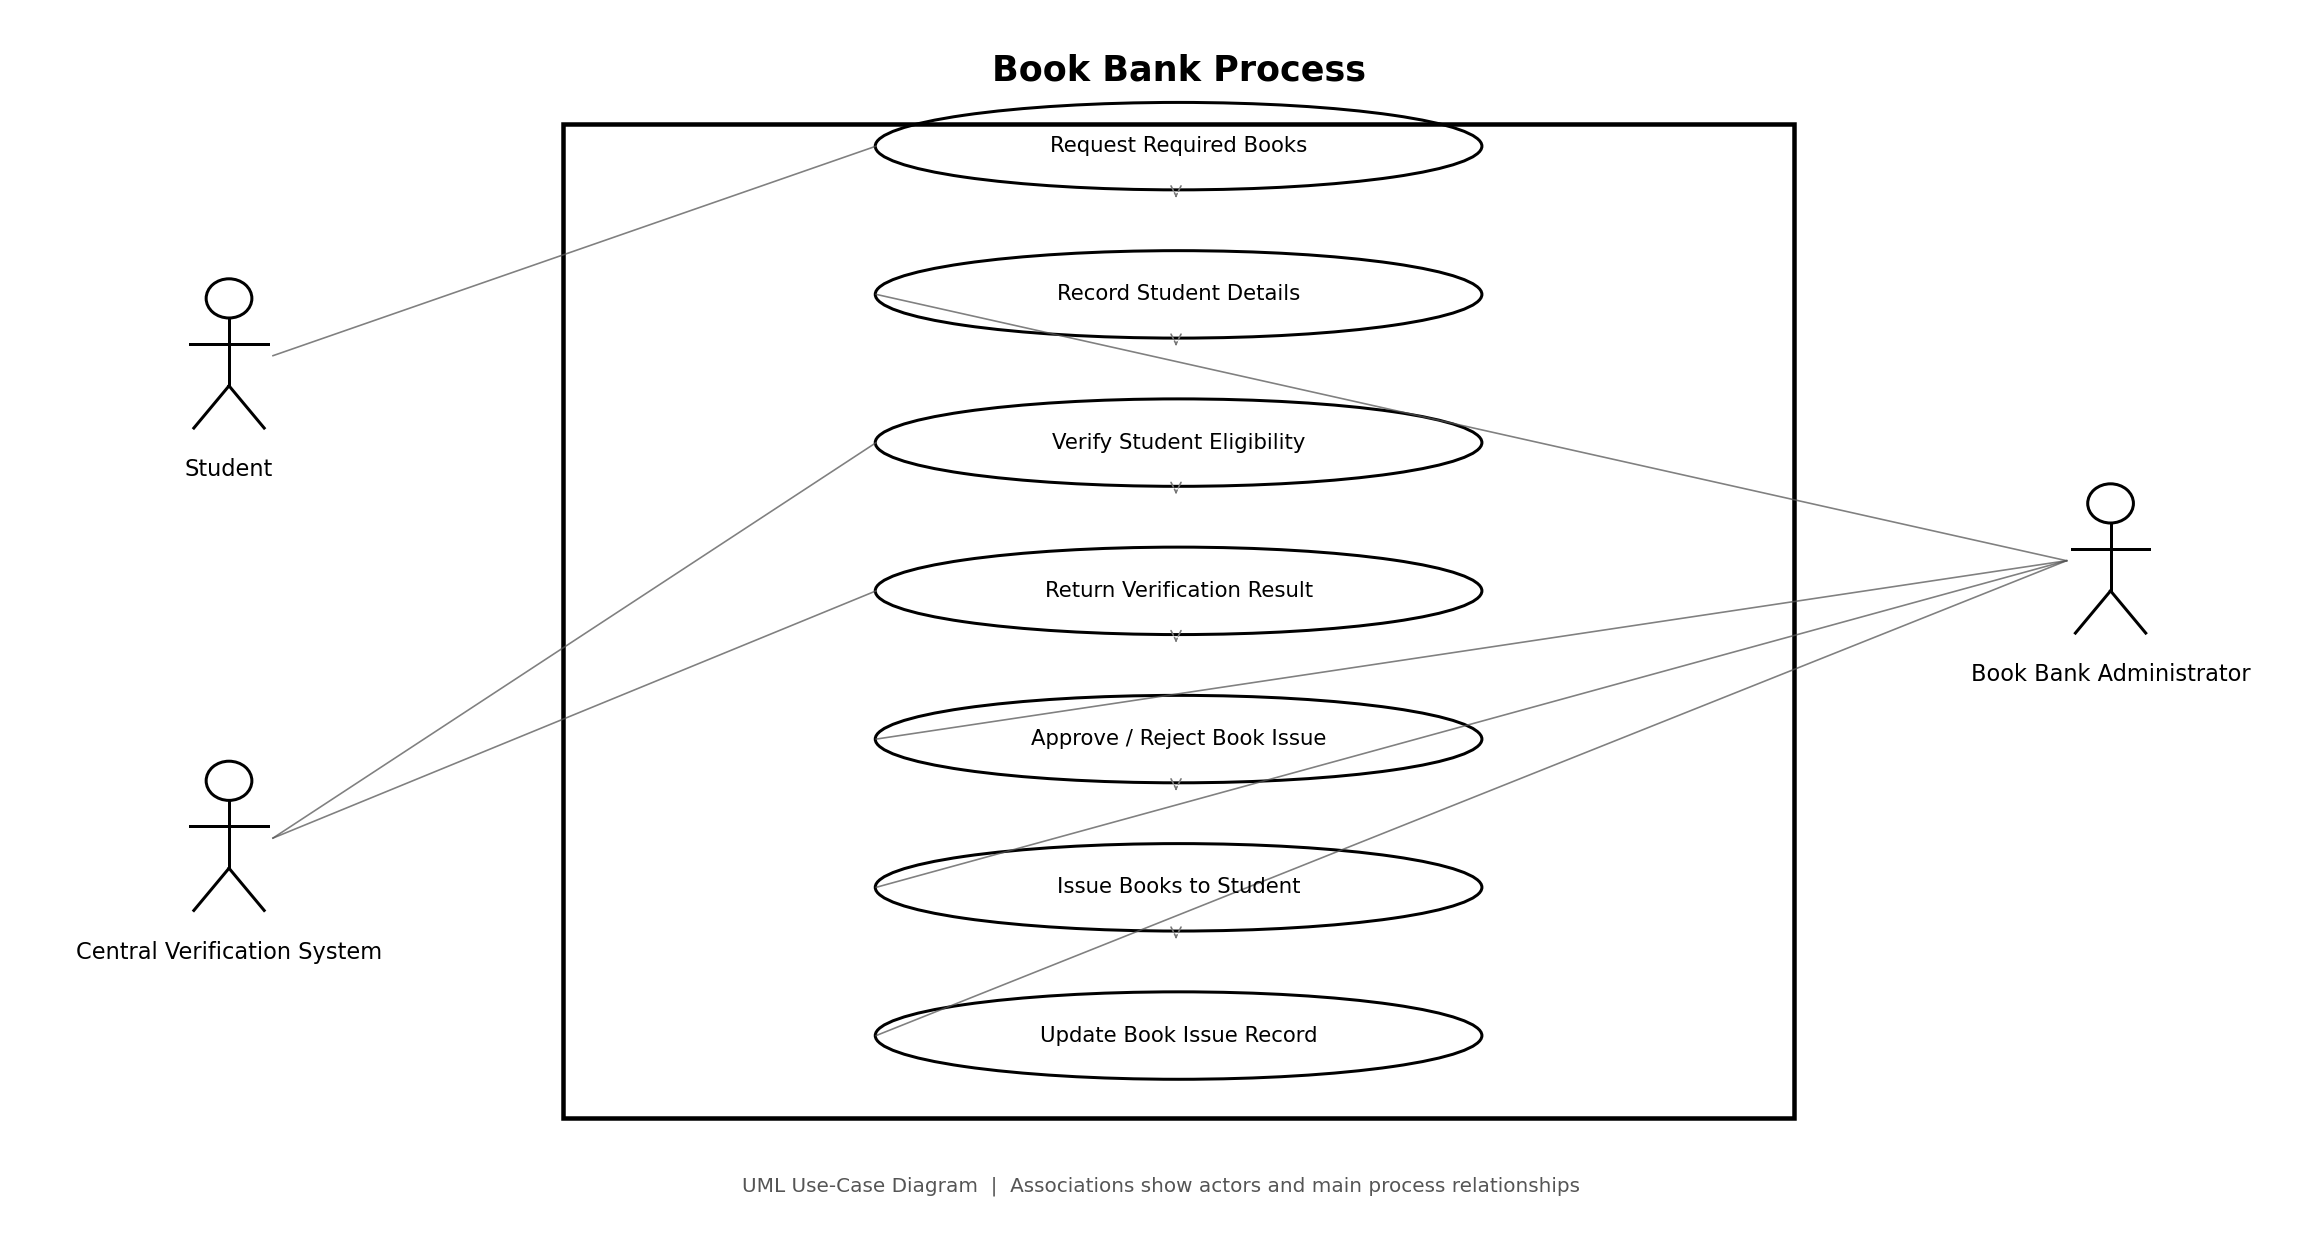 Book Bank Process
Request Required Books
Record Student Details
Verify Student Eligibility
Student
Return Verification Result
Book Bank Administrator
Approve / Reject Book Issue
Issue Books to Student
Central Verification System
Update Book Issue Record
UML Use-Case Diagram | Associations show actors and main process relationships